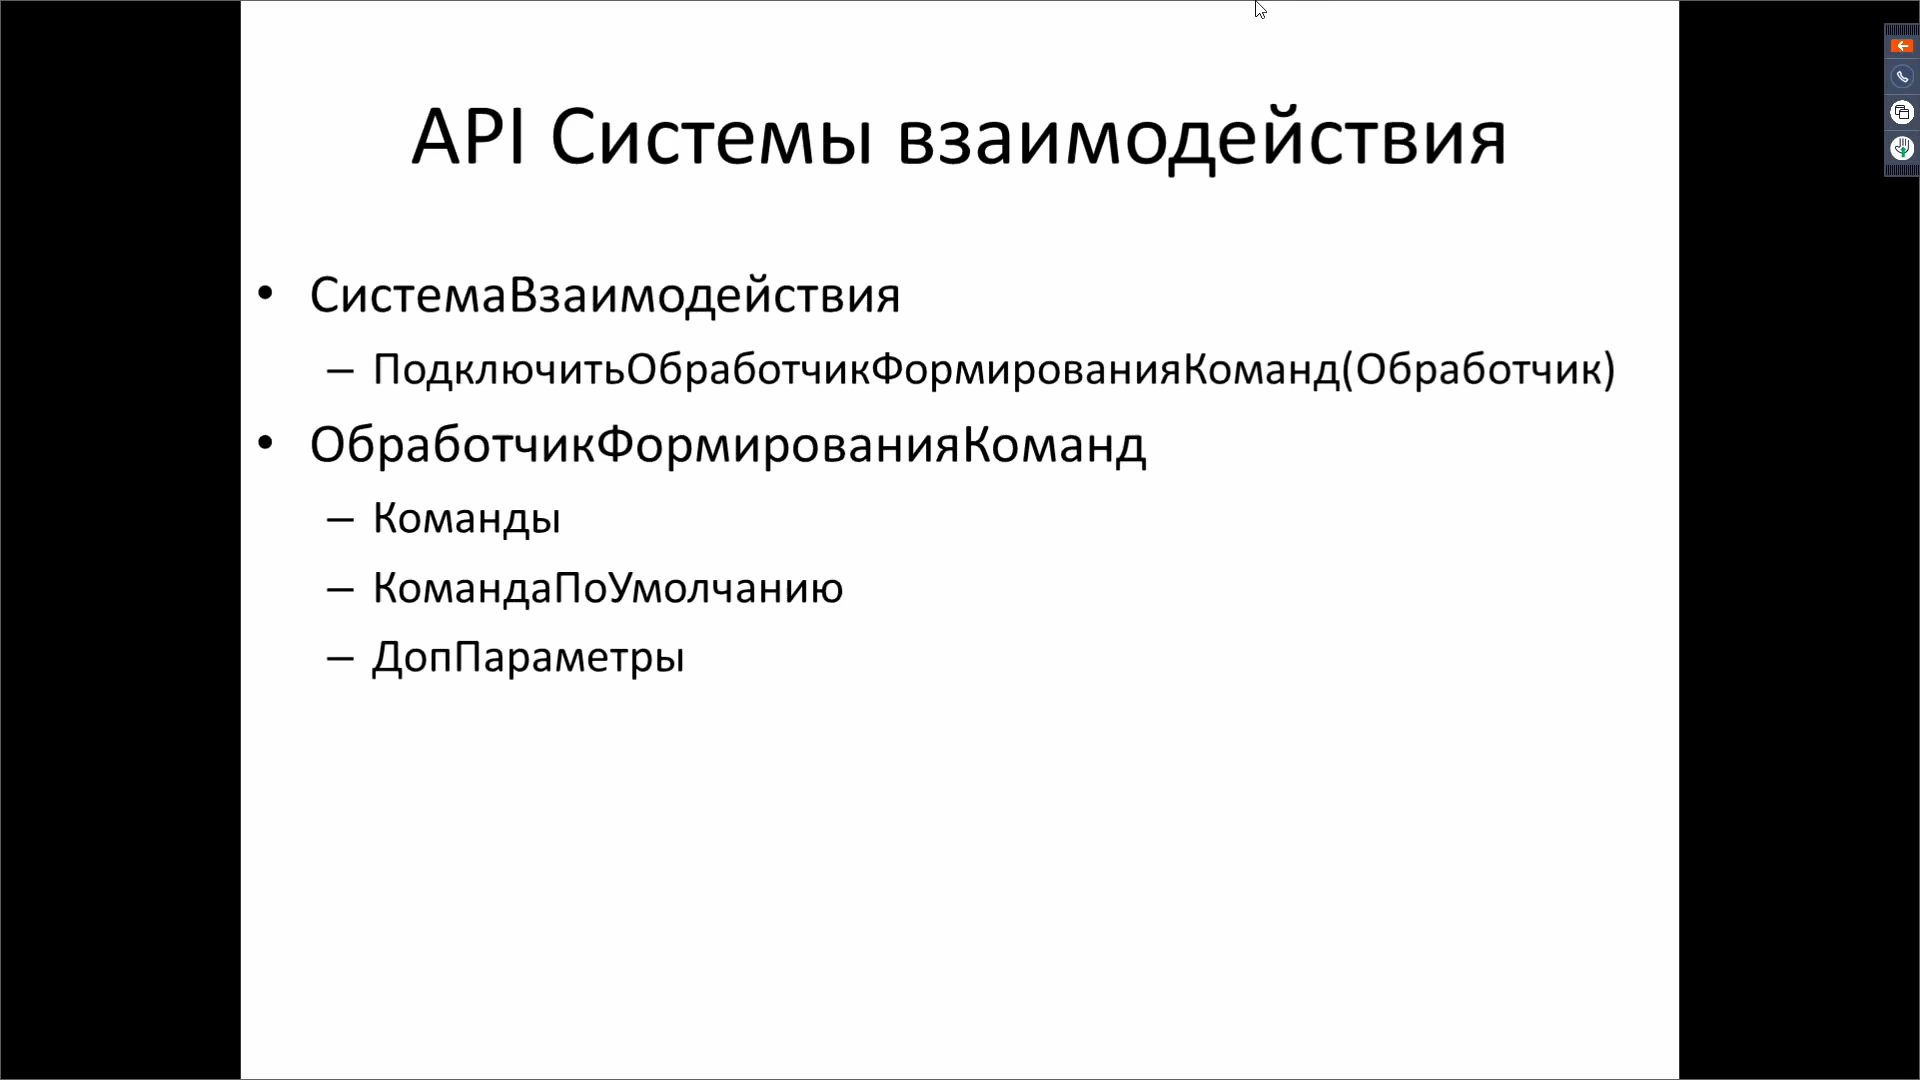 API Системы взаимодействия
• СистемаВзаимодействия
– ПодключитьОбработчикФормированияКоманд(Обработчик)
• ОбработчикФормированияКоманд
– Команды
– КомандаПоУмолчанию
– ДопПараметры